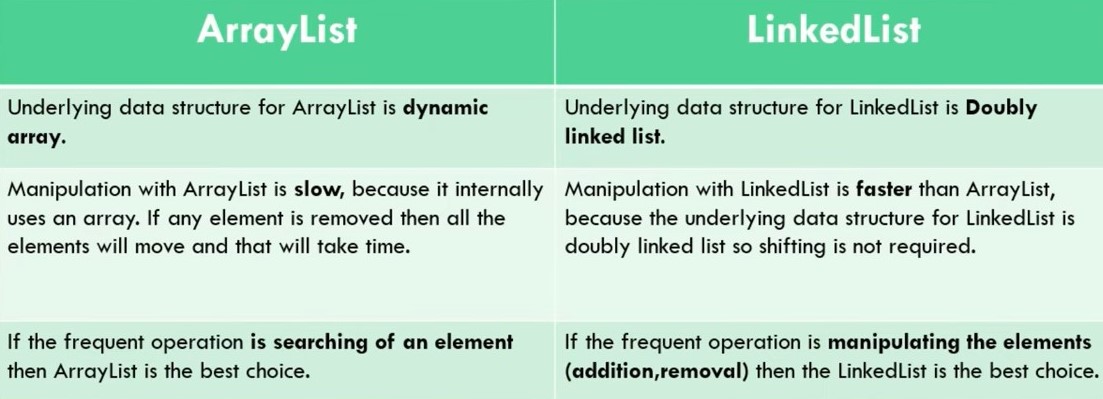 ArrayList
LinkedList
Underlying data structure for ArrayList is dynamic
array.
Underlying data structure for LinkedList is Doubly
linked list.
Manipulation with ArrayList is slow, because it internally
uses an array. If any element is removed then all the
elements will move and that will take time.
Manipulation with LinkedList is faster than ArrayList,
because the underlying data structure for LinkedList is
doubly linked list so shifting is not required.
If the frequent operation is searching of an element
then ArrayList is the best choice.
If the frequent operation is manipulating the elements
(addition,removal) then the LinkedList is the best choice.